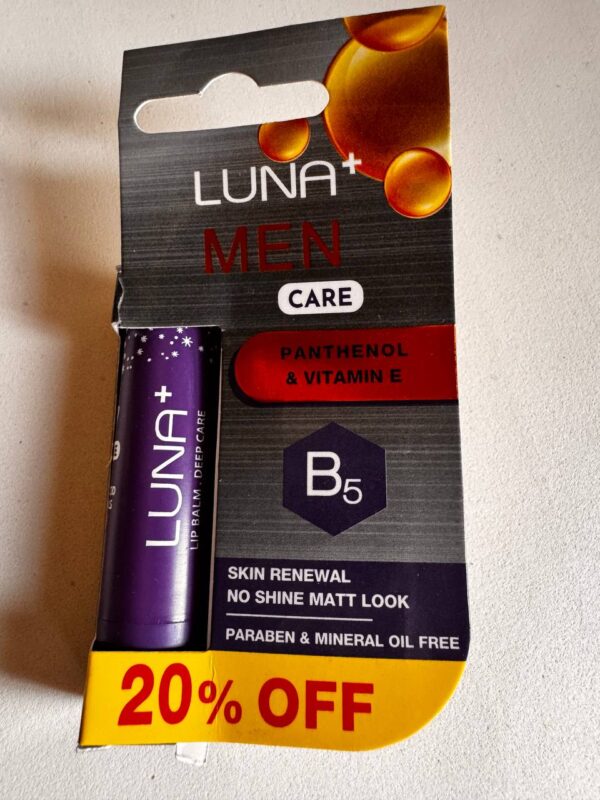 LUNA+
MEN
CARE
PANTHENOL
& VITAMIN E
B5
SKIN RENEWAL
NO SHINE MATT LOOK
PARABEN & MINERAL OIL FREE
20% OFF
LUNA+
LIP BALM . DEEP CARE